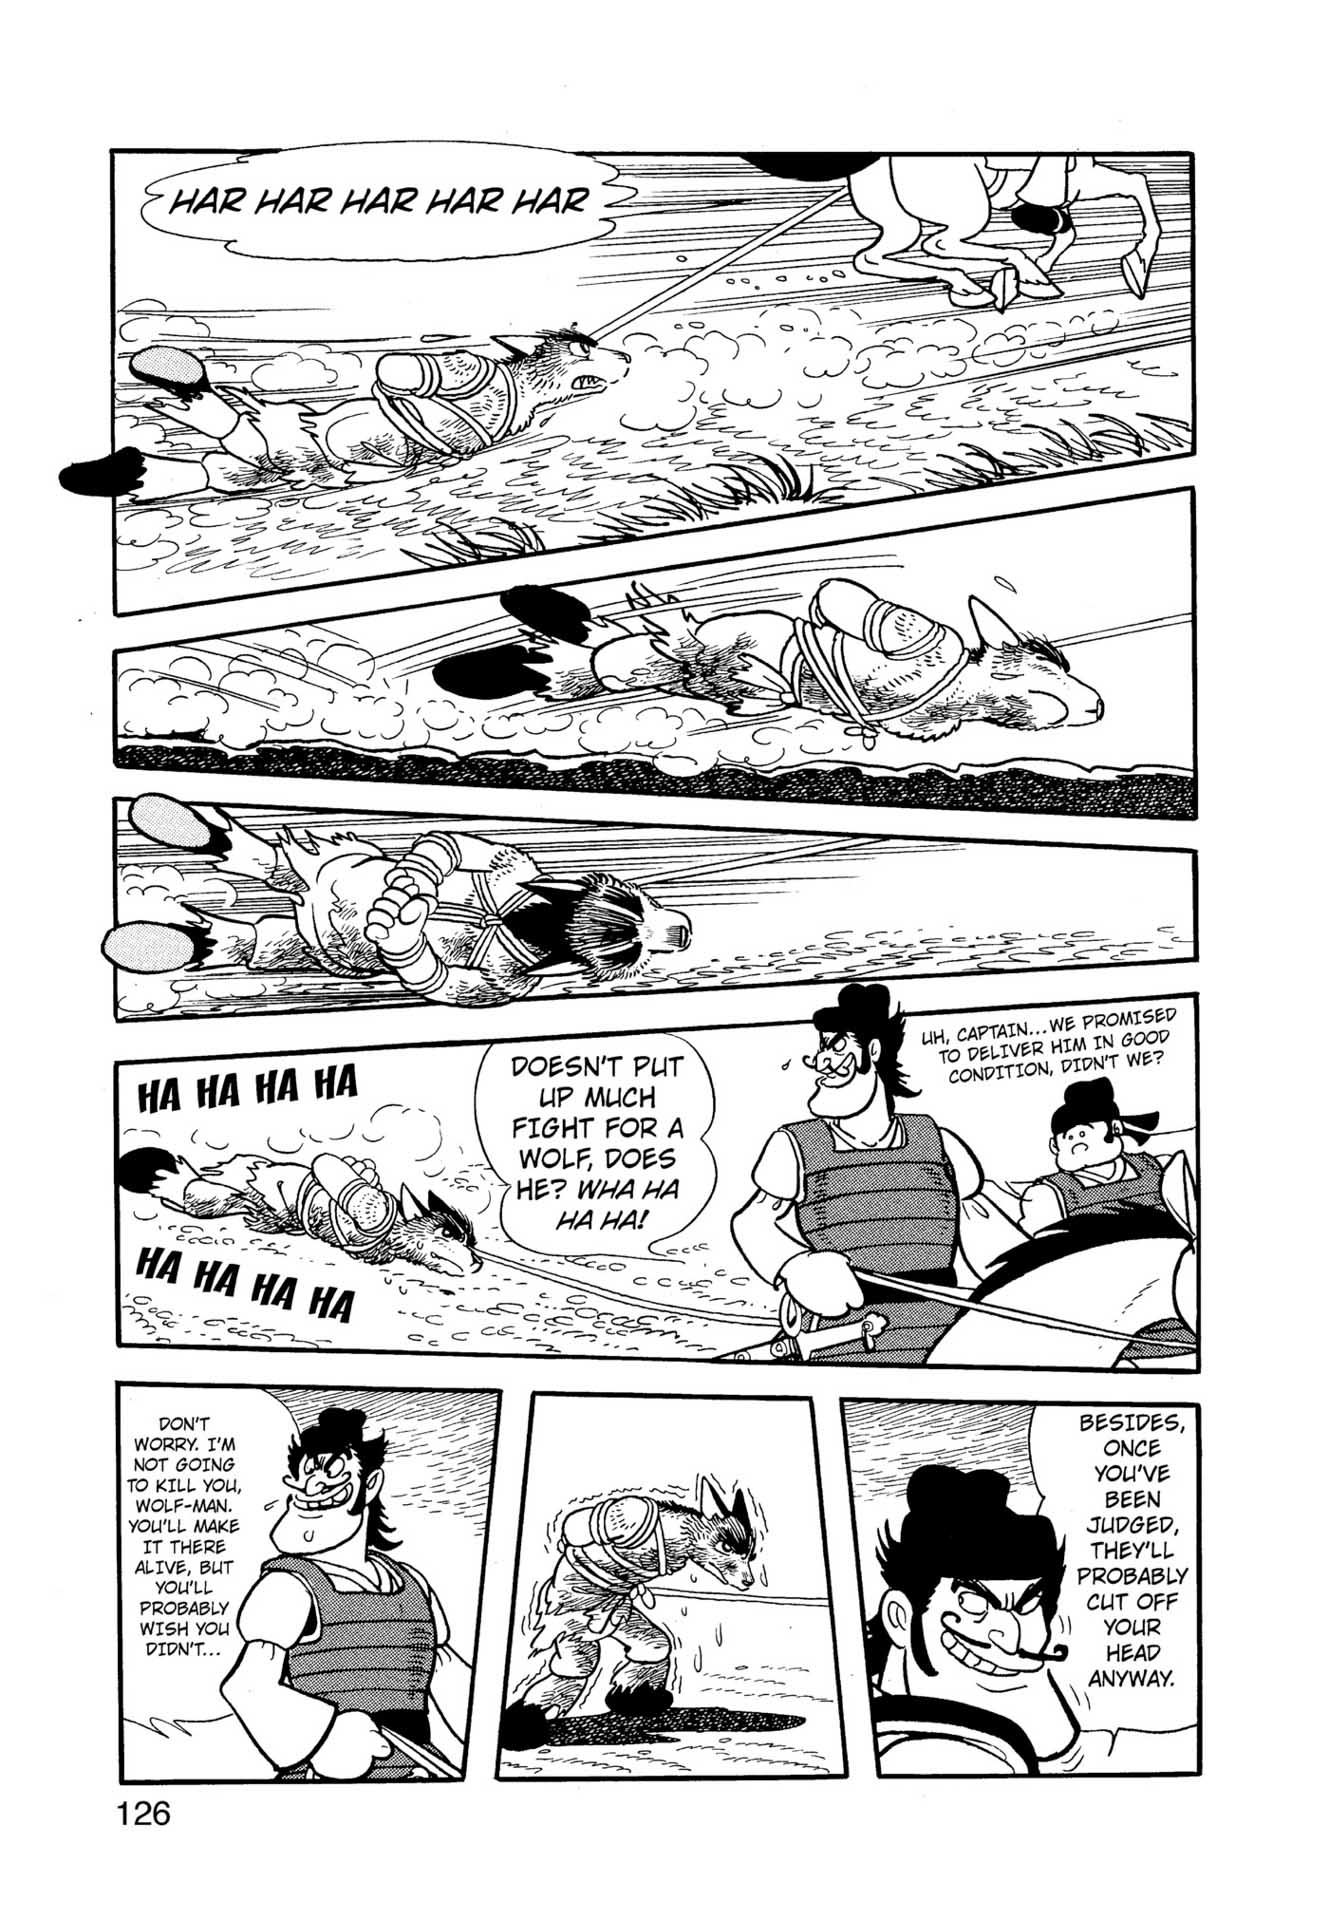 HAR HAR HAR HAR HAR
HA HA HA HA
DOESN'T PUT
UP MUCH
FIGHT FOR A
WOLF, DOES
HE? WHA HA
HA HA!
UH, CAPTAIN...WE PROMISED
TO DELIVER HIM IN GOOD
CONDITION, DIDN'T WE?
HA HA HA HA
DON'T
WORRY. I'M
NOT GOING
TO KILL YOU,
WOLF-MAN.
YOU'LL MAKE
IT THERE
ALIVE, BUT
YOU'LL
PROBABLY
WISH YOU
DIDN'T...
BESIDES,
ONCE
YOU'VE
BEEN
JUDGED,
THEY'LL
PROBABLY
CUT OFF
YOUR
HEAD
ANYWAY.
126